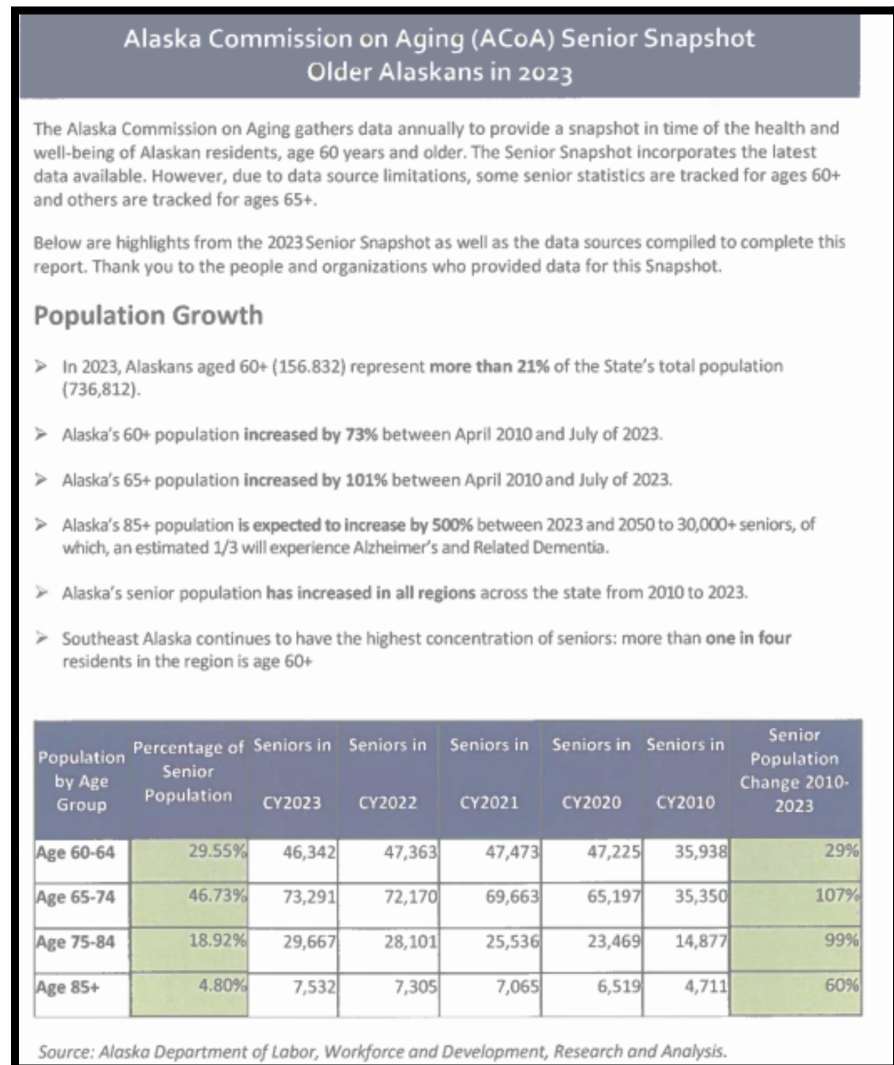 Alaska Commission on Aging (ACoA) Senior Snapshot
Older Alaskans in 2023
The Alaska Commission on Aging gathers data annually to provide a snapshot in time of the health and
well-being of Alaskan residents, age 60 years and older. The Senior Snapshot incorporates the latest
data available. However, due to data source limitations, some senior statistics are tracked for ages 60+
and others are tracked for ages 65+.
Below are highlights from the 2023 Senior Snapshot as well as the data sources compiled to complete this
report. Thank you to the people and organizations who provided data for this Snapshot.
Population Growth
➢ In 2023, Alaskans aged 60+ (156.832) represent more than 21% of the State's total population
(736,812).
➢ Alaska's 60+ population increased by 73% between April 2010 and July of 2023.
➢ Alaska's 65+ population increased by 101% between April 2010 and July of 2023.
➢ Alaska's 85+ population is expected to increase by 500% between 2023 and 2050 to 30,000+ seniors, of
which, an estimated 1/3 will experience Alzheimer's and Related Dementia.
➢ Alaska's senior population has increased in all regions across the state from 2010 to 2023.
➢ Southeast Alaska continues to have the highest concentration of seniors: more than one in four
residents in the region is age 60+
Population by Age Group | Percentage of Senior Population | Seniors in CY2023 | Seniors in CY2022 | Seniors in CY2021 | Seniors in CY2020 | Seniors in CY2010 | Senior Population Change 2010-2023
Age 60-64 | 29.55% | 46,342 | 47,363 | 47,473 | 47,225 | 35,938 | 29%
Age 65-74 | 46.73% | 73,291 | 72,170 | 69,663 | 65,197 | 35,350 | 107%
Age 75-84 | 18.92% | 29,667 | 28,101 | 25,536 | 23,469 | 14,877 | 99%
Age 85+ | 4.80% | 7,532 | 7,305 | 7,065 | 6,519 | 4,711 | 60%
Source: Alaska Department of Labor, Workforce and Development, Research and Analysis.